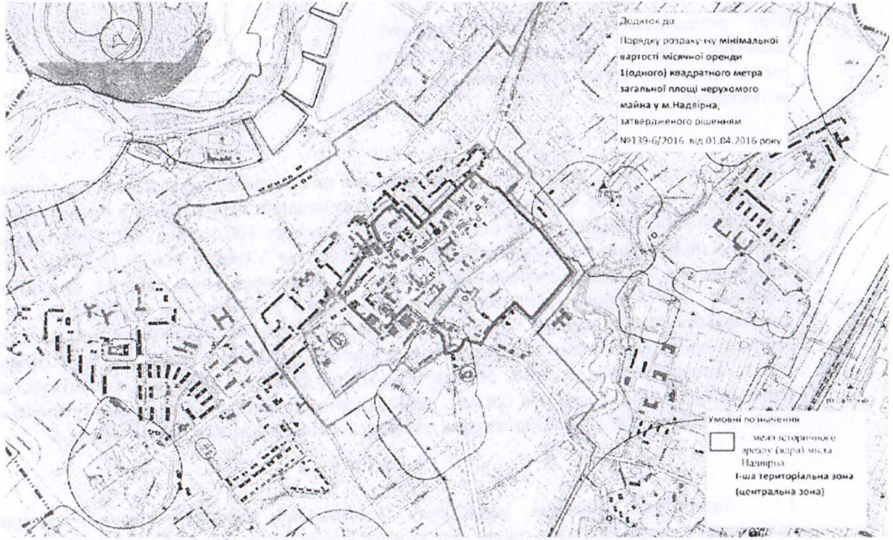 Додаток до
Порядку розрахунку мінімальної
вартості місячної оренди
1(одного) квадратного метра
загальної площі нерухомого
майна у м.Надвірна,
затвердженого рішенням
№139-6/2016 від 01.04.2016 року
Умовні позначення
- межі історичного
ареалу (ядра) міста
Надвірна
І-ша територіальна зона
(центральна зона)